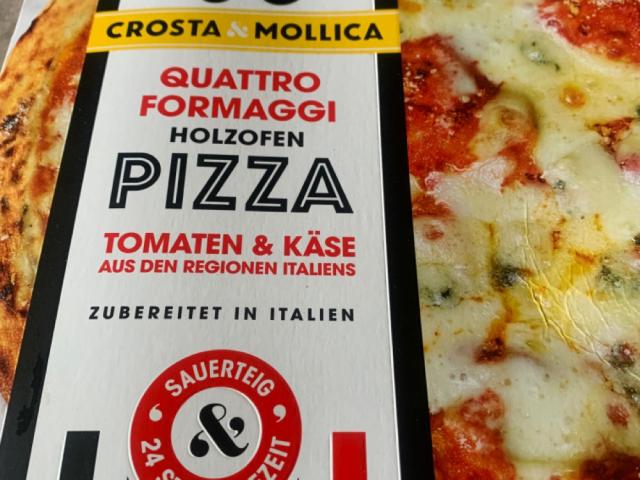 CROSTA & MOLLICA
QUATTRO
FORMAGGI
HOLZOFEN
PIZZA
TOMATEN & KÄSE
AUS DEN REGIONEN ITALIENS
ZUBEREITET IN ITALIEN
SAUERTEIG
&
24